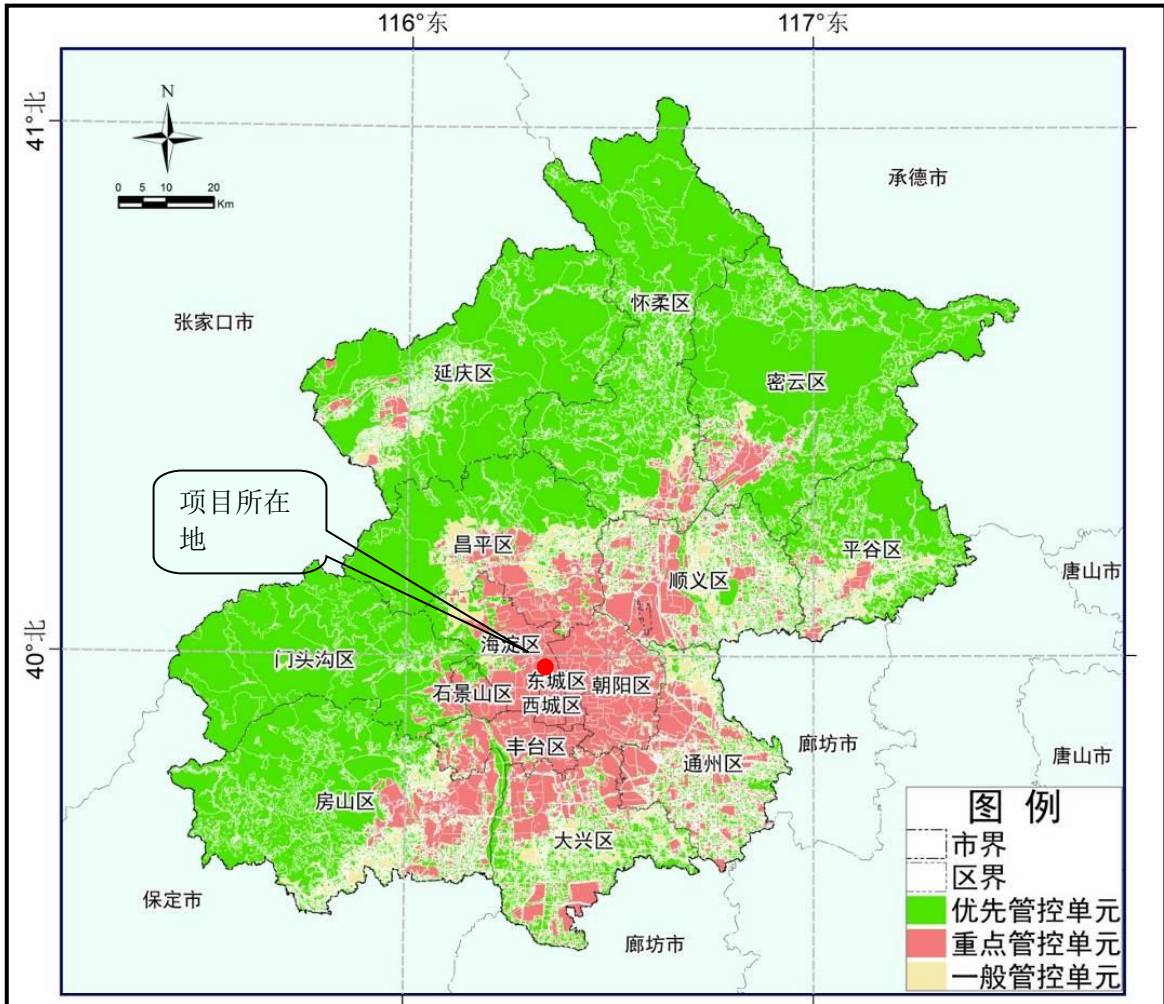 116°东
117°东
41°北
N
0 5 10 20
Km
承德市
怀柔区
张家口市
延庆区
密云区
项目所在
地
昌平区
平谷区
顺义区
唐山市
40°北
海淀区
门头沟区
东城区
朝阳区
石景山区
西城区
丰台区
廊坊市
唐山市
通州区
房山区
大兴区
保定市
廊坊市
图 例
市界
区界
优先管控单元
重点管控单元
一般管控单元